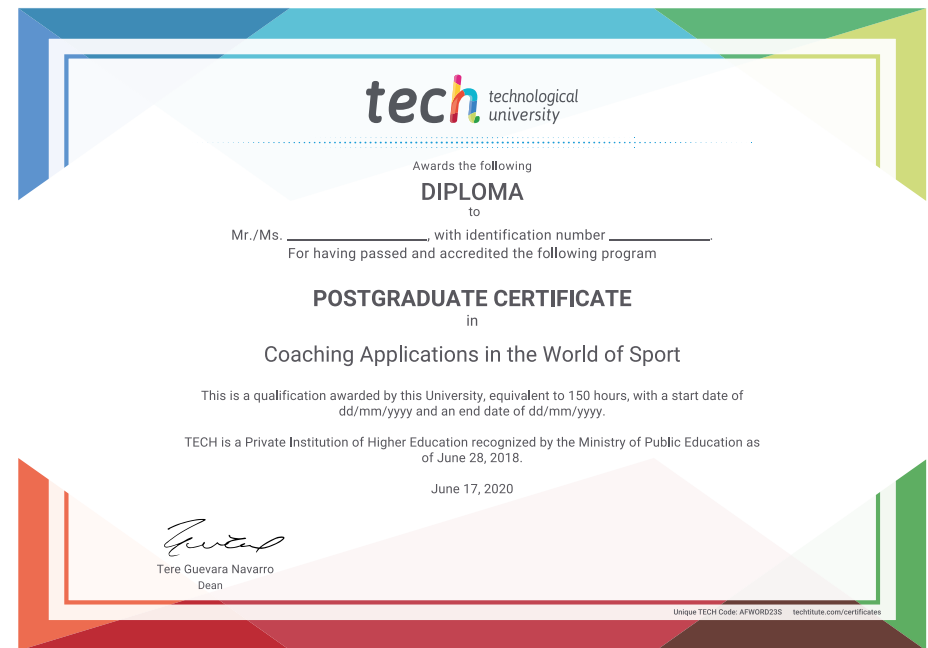 tech technological
university
Awards the following
DIPLOMA
to
Mr./Ms. ____________, with identification number _________.
For having passed and accredited the following program
POSTGRADUATE CERTIFICATE
in
Coaching Applications in the World of Sport
This is a qualification awarded by this University, equivalent to 150 hours, with a start date of
dd/mm/yyyy and an end date of dd/mm/yyyy.
TECH is a Private Institution of Higher Education recognized by the Ministry of Public Education as
of June 28, 2018.
June 17, 2020
Tere Guevara Navarro
Dean
Unique TECH Code: AFWORD23S techtitute.com/certificates